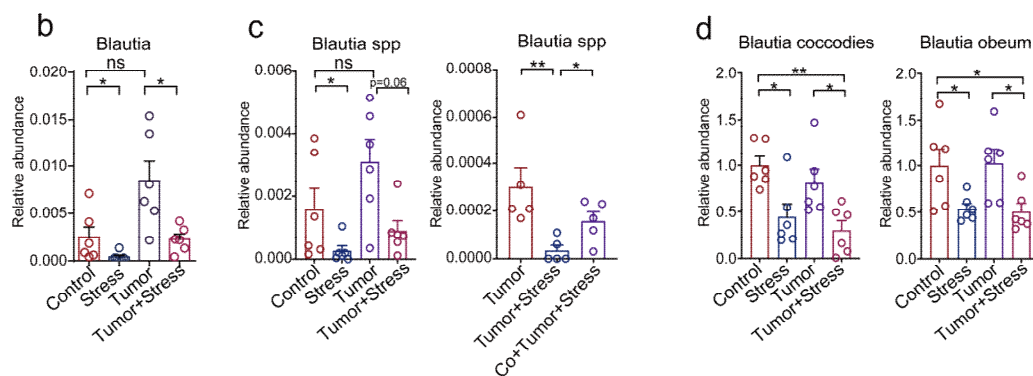 b
Blautia
Relative abundance
0.020
0.015
0.010
0.005
0.000
ns
*
*
Control
Stress
Tumor
Tumor+Stress
c
Blautia spp
Relative abundance
0.006
0.004
0.002
0.000
ns
*
p=0.06
Control
Stress
Tumor
Tumor+Stress
Blautia spp
Relative abundance
0.0008
0.0006
0.0004
0.0002
0.0000
**
*
Tumor
Tumor+Stress
Co+Tumor+Stress
d
Blautia coccodies
Relative abundance
2.0
1.5
1.0
0.5
0.0
**
*
*
Control
Stress
Tumor
Tumor+Stress
Blautia obeum
Relative abundance
2.0
1.5
1.0
0.5
0.0
*
*
*
Control
Stress
Tumor
Tumor+Stress